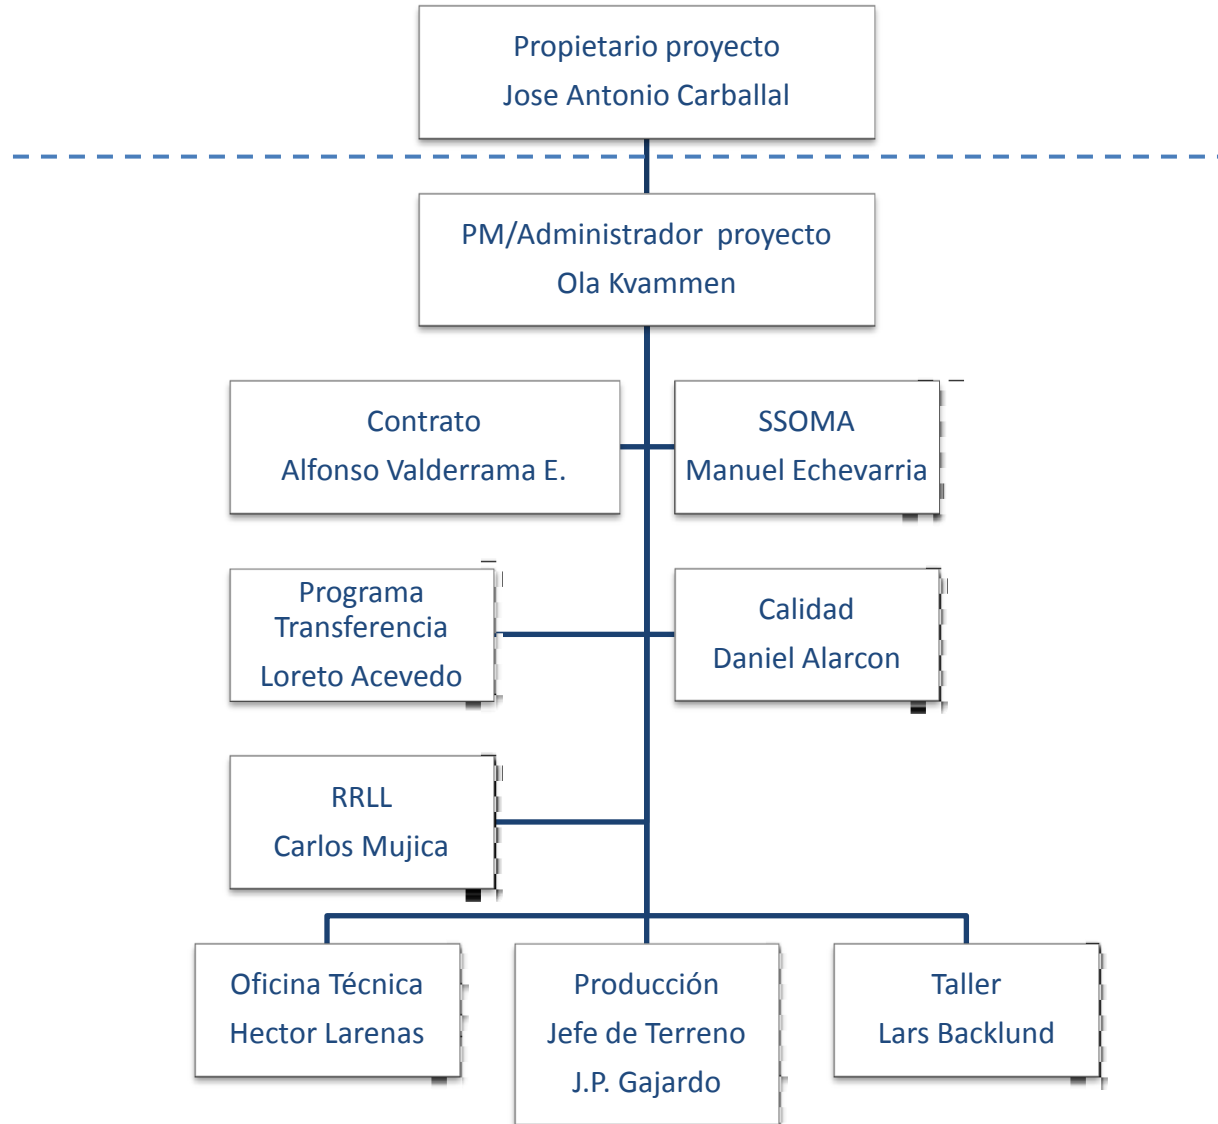 Propietario proyecto
Jose Antonio Carballal
PM/Administrador proyecto
Ola Kvammen
Contrato
Alfonso Valderrama E.
SSOMA
Manuel Echevarria
Programa
Transferencia
Loreto Acevedo
Calidad
Daniel Alarcon
RRLL
Carlos Mujica
Oficina Técnica
Hector Larenas
Producción
Jefe de Terreno
J.P. Gajardo
Taller
Lars Backlund